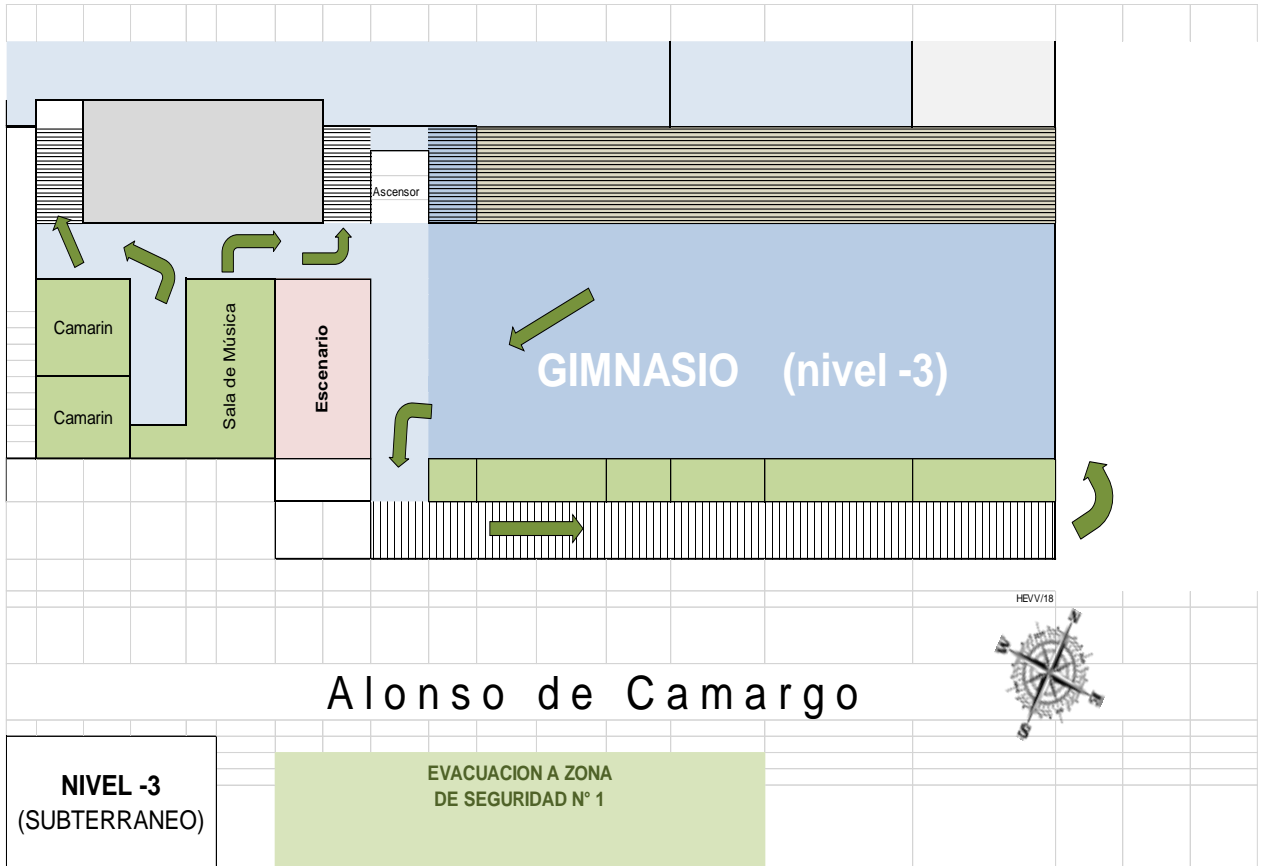 Ascensor
Camarin
Camarin
Sala de Música
Escenario
GIMNASIO (nivel -3)
HEVV/18
N
W
E
S
Alonso de Camargo
NIVEL -3
(SUBTERRANEO)
EVACUACION A ZONA
DE SEGURIDAD N° 1